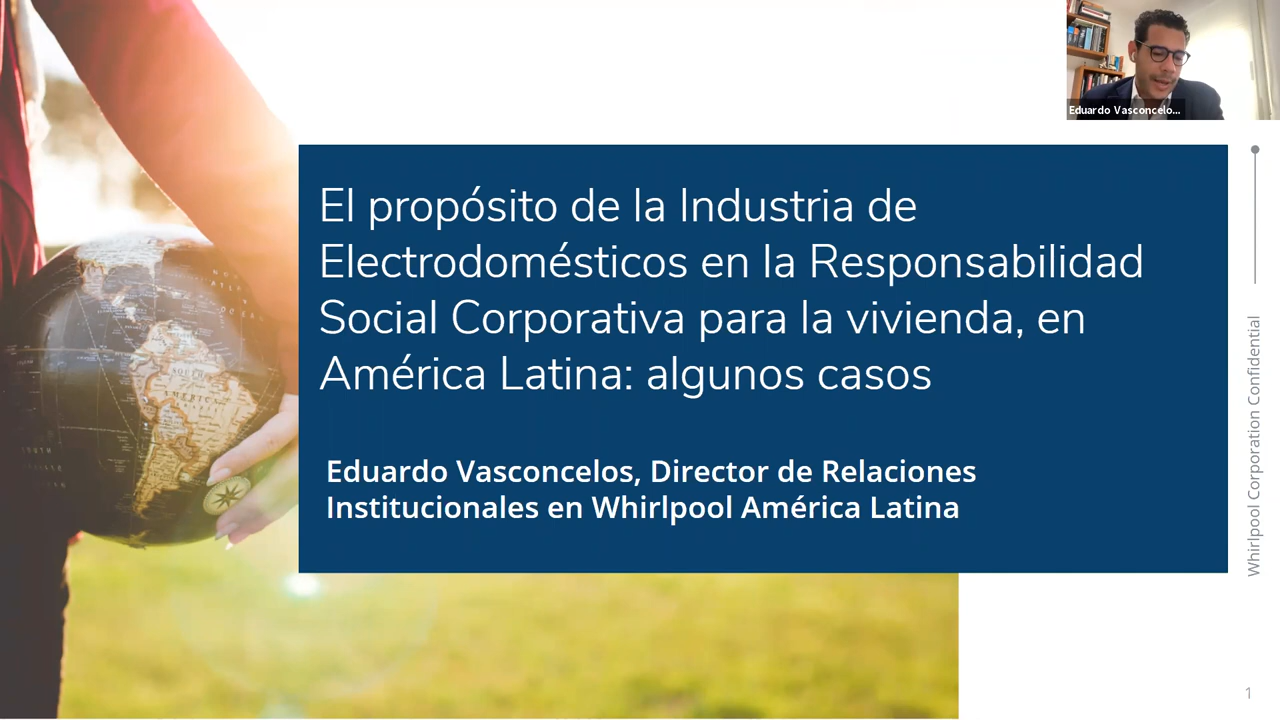 Eduardo Vasconcelo...
El propósito de la Industria de
Electrodomésticos en la Responsabilidad
Social Corporativa para la vivienda, en
América Latina: algunos casos
Eduardo Vasconcelos, Director de Relaciones
Institucionales en Whirlpool América Latina
Whirlpool Corporation Confidential
1